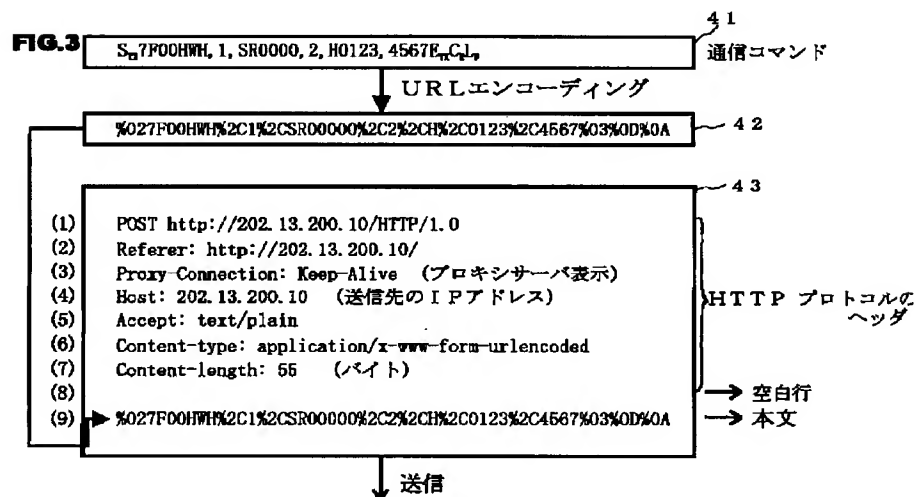 FIG.3
41
S_TX7F00HWH, 1, SR0000, 2, H0123, 4567E_TXC_RL_F
通信コマンド
URLエンコーディング
%027F00HWH%2C1%2CSR00000%2C2%2CH%2C0123%2C4567%03%0D%0A
42
43
(1) POST http://202.13.200.10/HTTP/1.0
(2) Referer: http://202.13.200.10/
(3) Proxy-Connection: Keep-Alive (プロキシサーバ表示)
(4) Host: 202.13.200.10 (送信先のIPアドレス)
(5) Accept: text/plain
(6) Content-type: application/x-www-form-urlencoded
(7) Content-length: 55 (バイト)
HTTP プロトコルの
ヘッダ
(8) 空白行
(9) %027F00HWH%2C1%2CSR00000%2C2%2CH%2C0123%2C4567%03%0D%0A 本文
送信